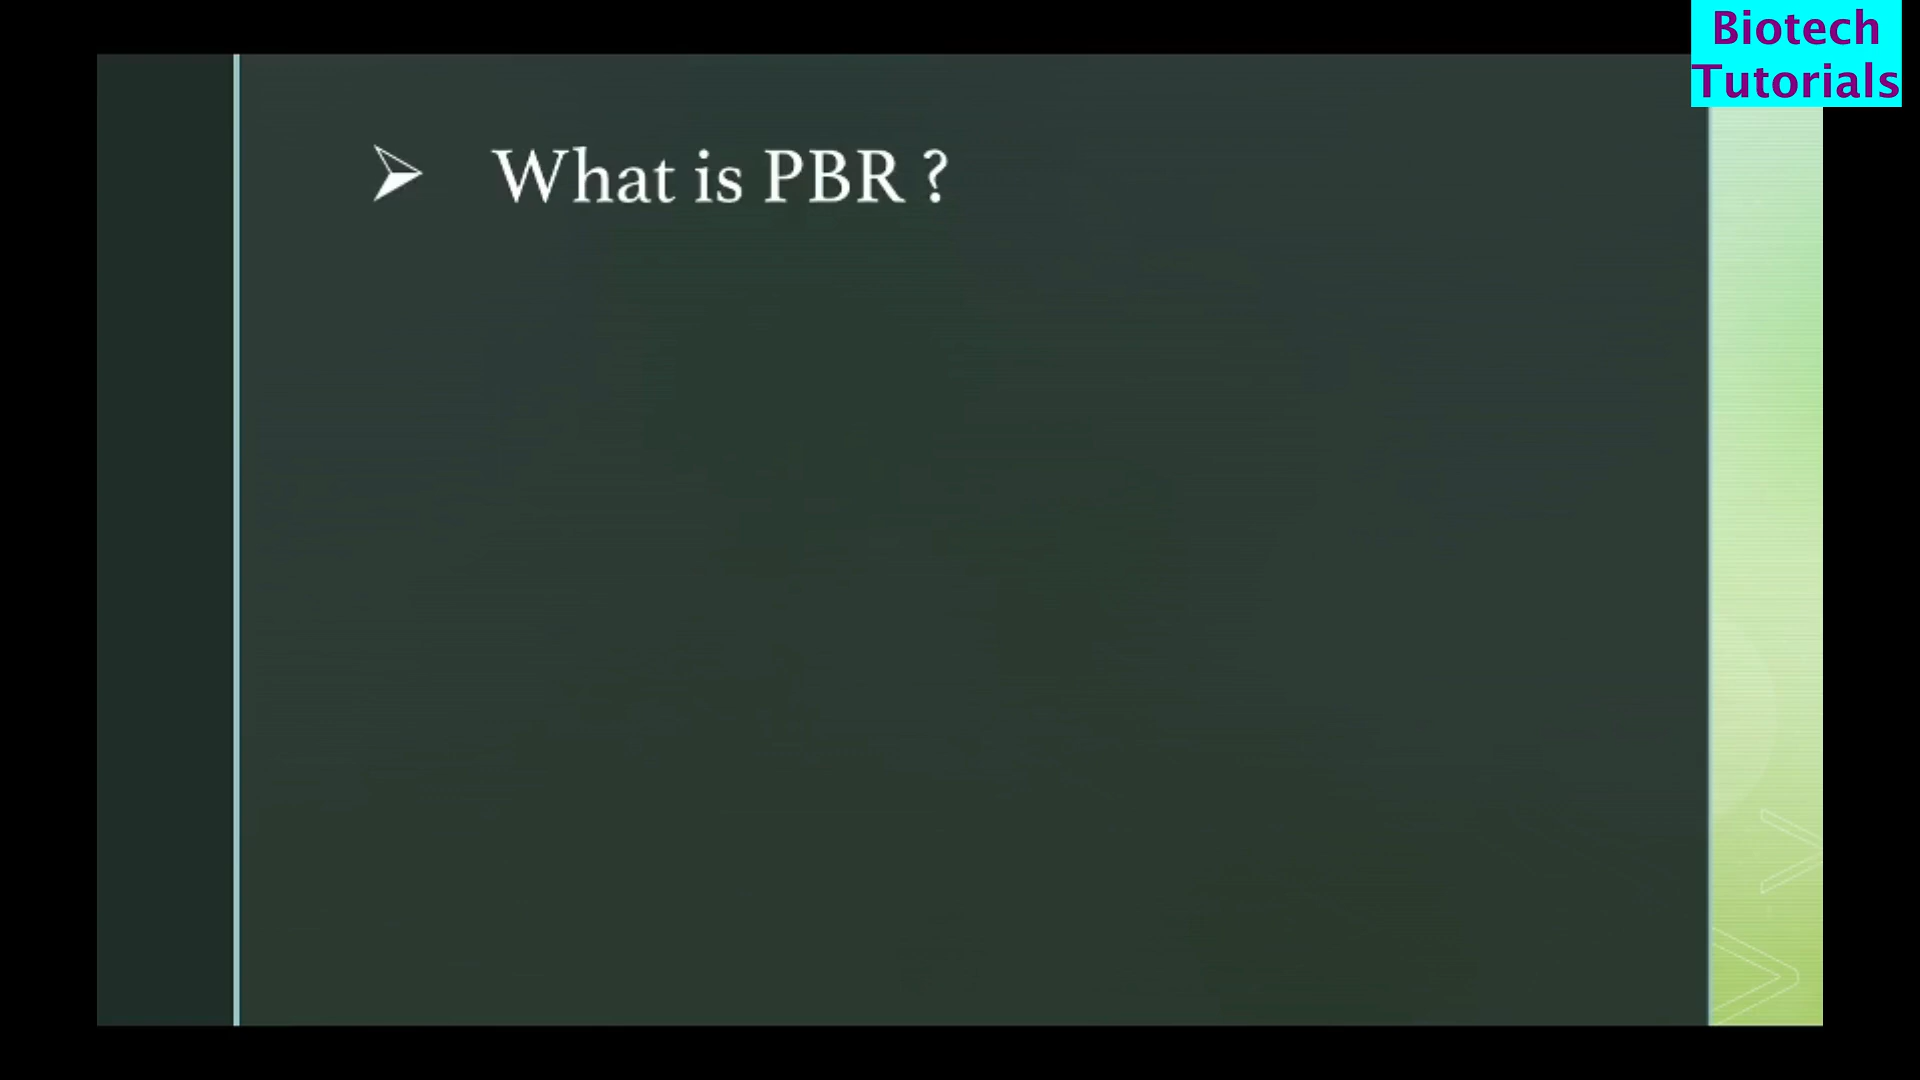 Biotech
Tutorials
➢ What is PBR ?